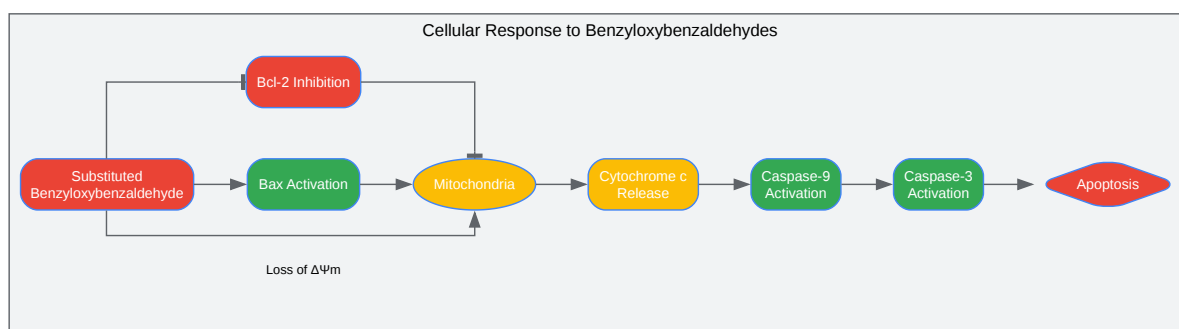 Cellular Response to Benzyloxybenzaldehydes
Bcl-2 Inhibition
Substituted
Benzyloxybenzaldehyde
Bax Activation
Mitochondria
Cytochrome c
Release
Caspase-9
Activation
Caspase-3
Activation
Apoptosis
Loss of ΔΨm